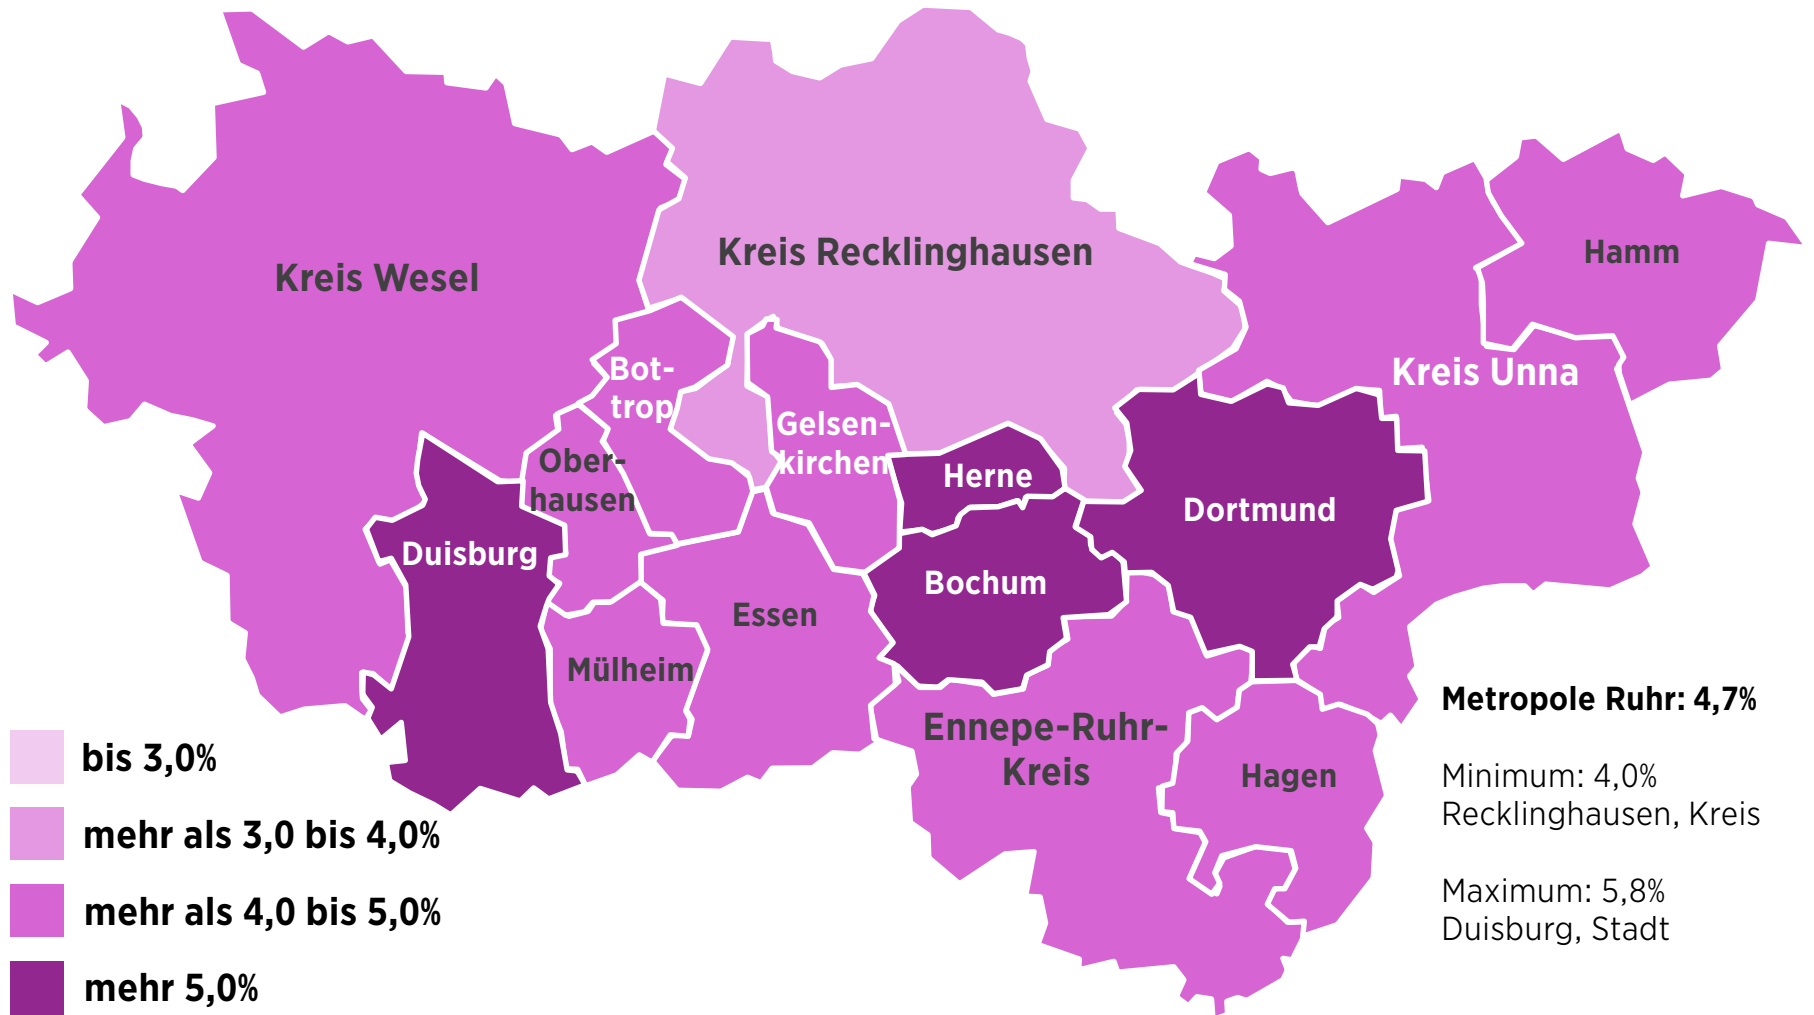 Kreis Wesel
Kreis Recklinghausen
Hamm
Kreis Unna
Bot-
trop
Gelsen-
kirchen
Ober-
hausen
Herne
Dortmund
Duisburg
Bochum
Essen
Mülheim
Ennepe-Ruhr-
Kreis
Hagen
bis 3,0%
mehr als 3,0 bis 4,0%
mehr als 4,0 bis 5,0%
mehr 5,0%
Metropole Ruhr: 4,7%
Minimum: 4,0%
Recklinghausen, Kreis
Maximum: 5,8%
Duisburg, Stadt